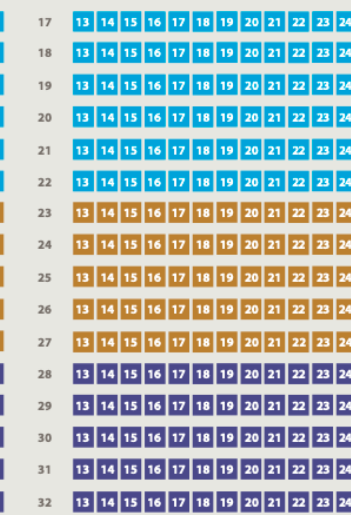 17 13 14 15 16 17 18 19 20 21 22 23 24
18 13 14 15 16 17 18 19 20 21 22 23 24
19 13 14 15 16 17 18 19 20 21 22 23 24
20 13 14 15 16 17 18 19 20 21 22 23 24
21 13 14 15 16 17 18 19 20 21 22 23 24
22 13 14 15 16 17 18 19 20 21 22 23 24
23 13 14 15 16 17 18 19 20 21 22 23 24
24 13 14 15 16 17 18 19 20 21 22 23 24
25 13 14 15 16 17 18 19 20 21 22 23 24
26 13 14 15 16 17 18 19 20 21 22 23 24
27 13 14 15 16 17 18 19 20 21 22 23 24
28 13 14 15 16 17 18 19 20 21 22 23 24
29 13 14 15 16 17 18 19 20 21 22 23 24
30 13 14 15 16 17 18 19 20 21 22 23 24
31 13 14 15 16 17 18 19 20 21 22 23 24
32 13 14 15 16 17 18 19 20 21 22 23 24